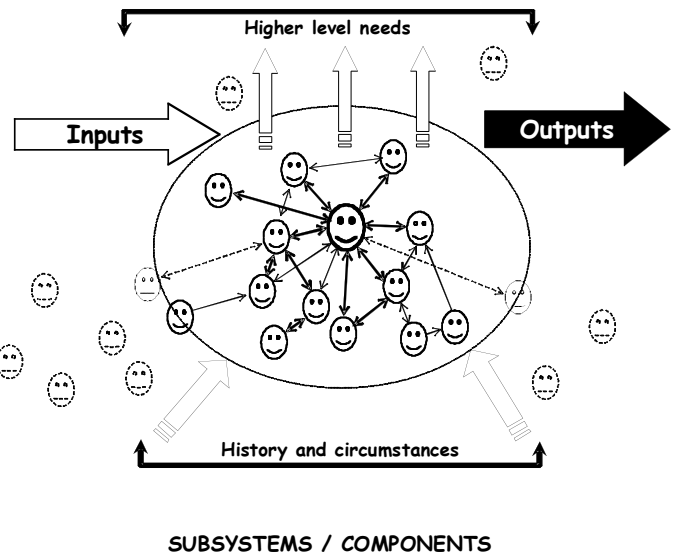 Higher level needs
Inputs
Outputs
History and circumstances
SUBSYSTEMS / COMPONENTS